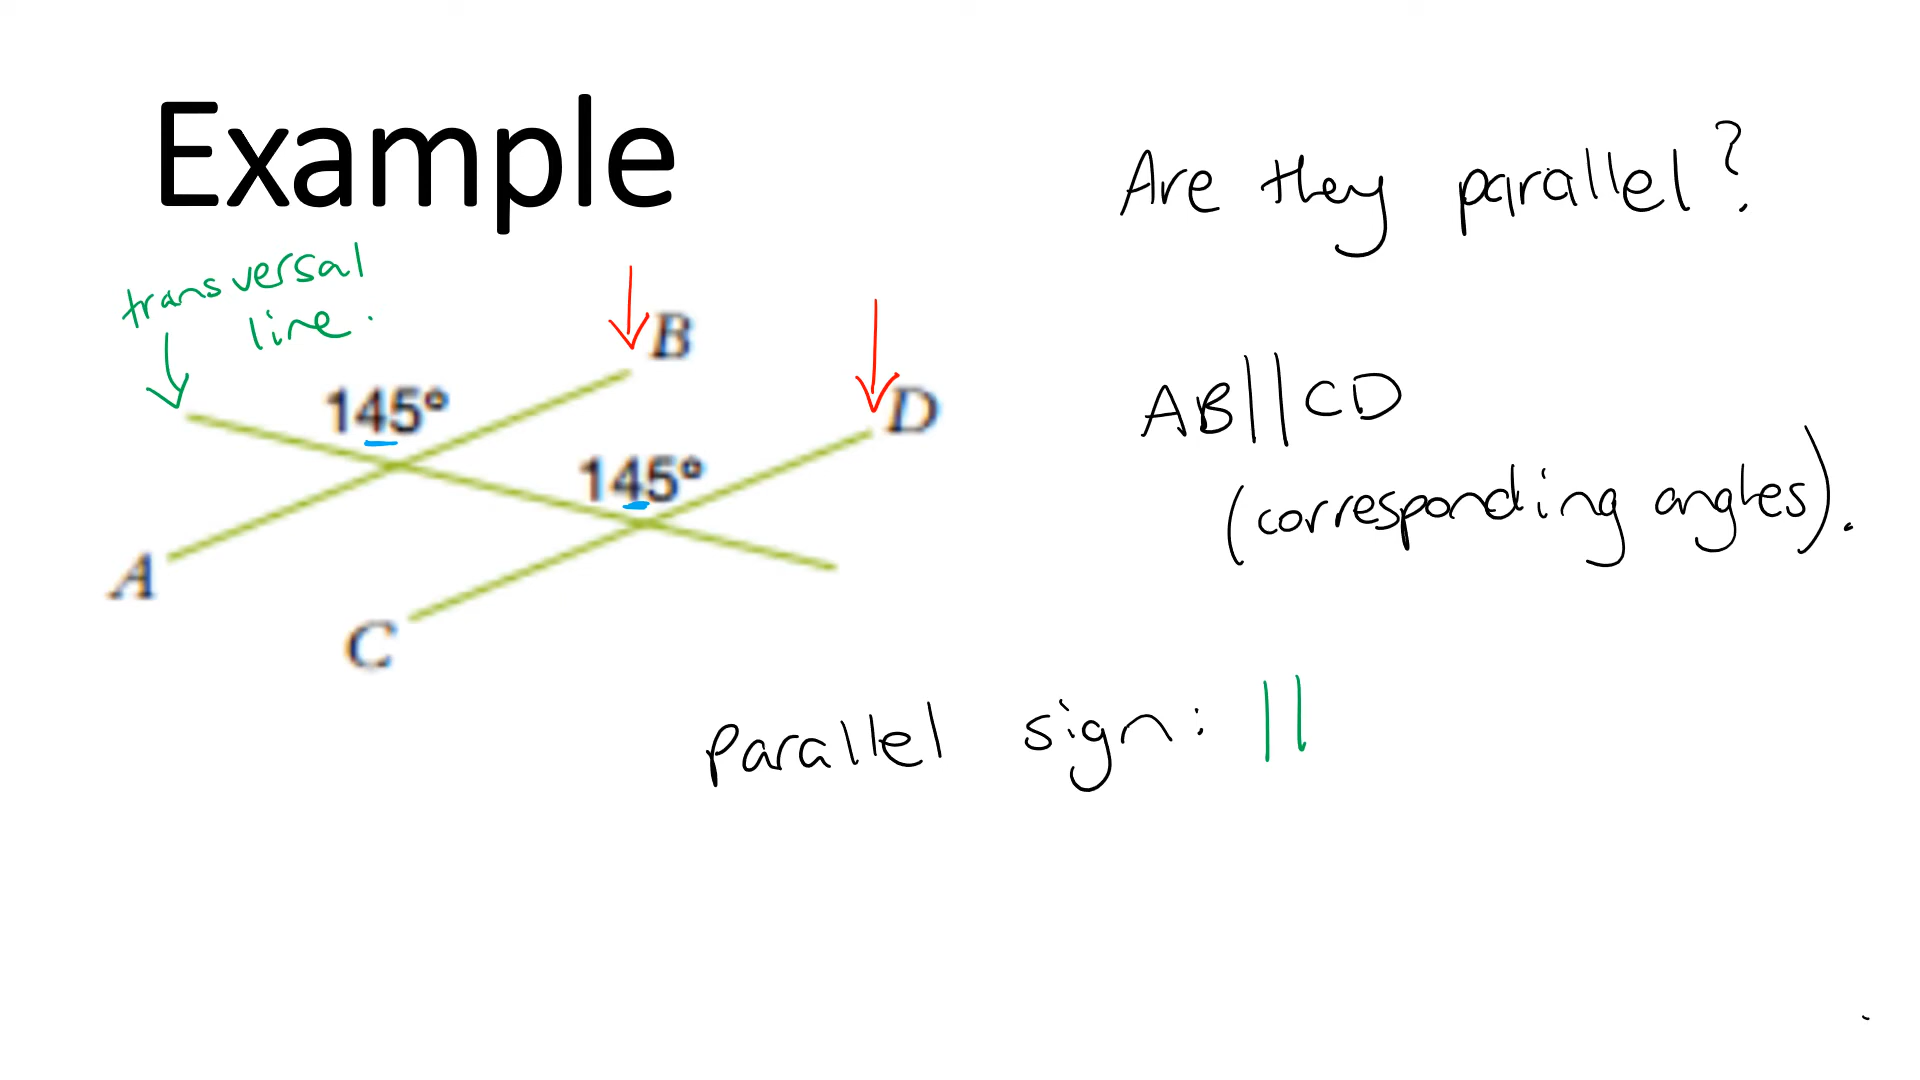 Example
Are they parallel?
transversal
line.
B
145°
D
AB||CD
145°
(corresponding angles).
A
C
parallel sign: ||